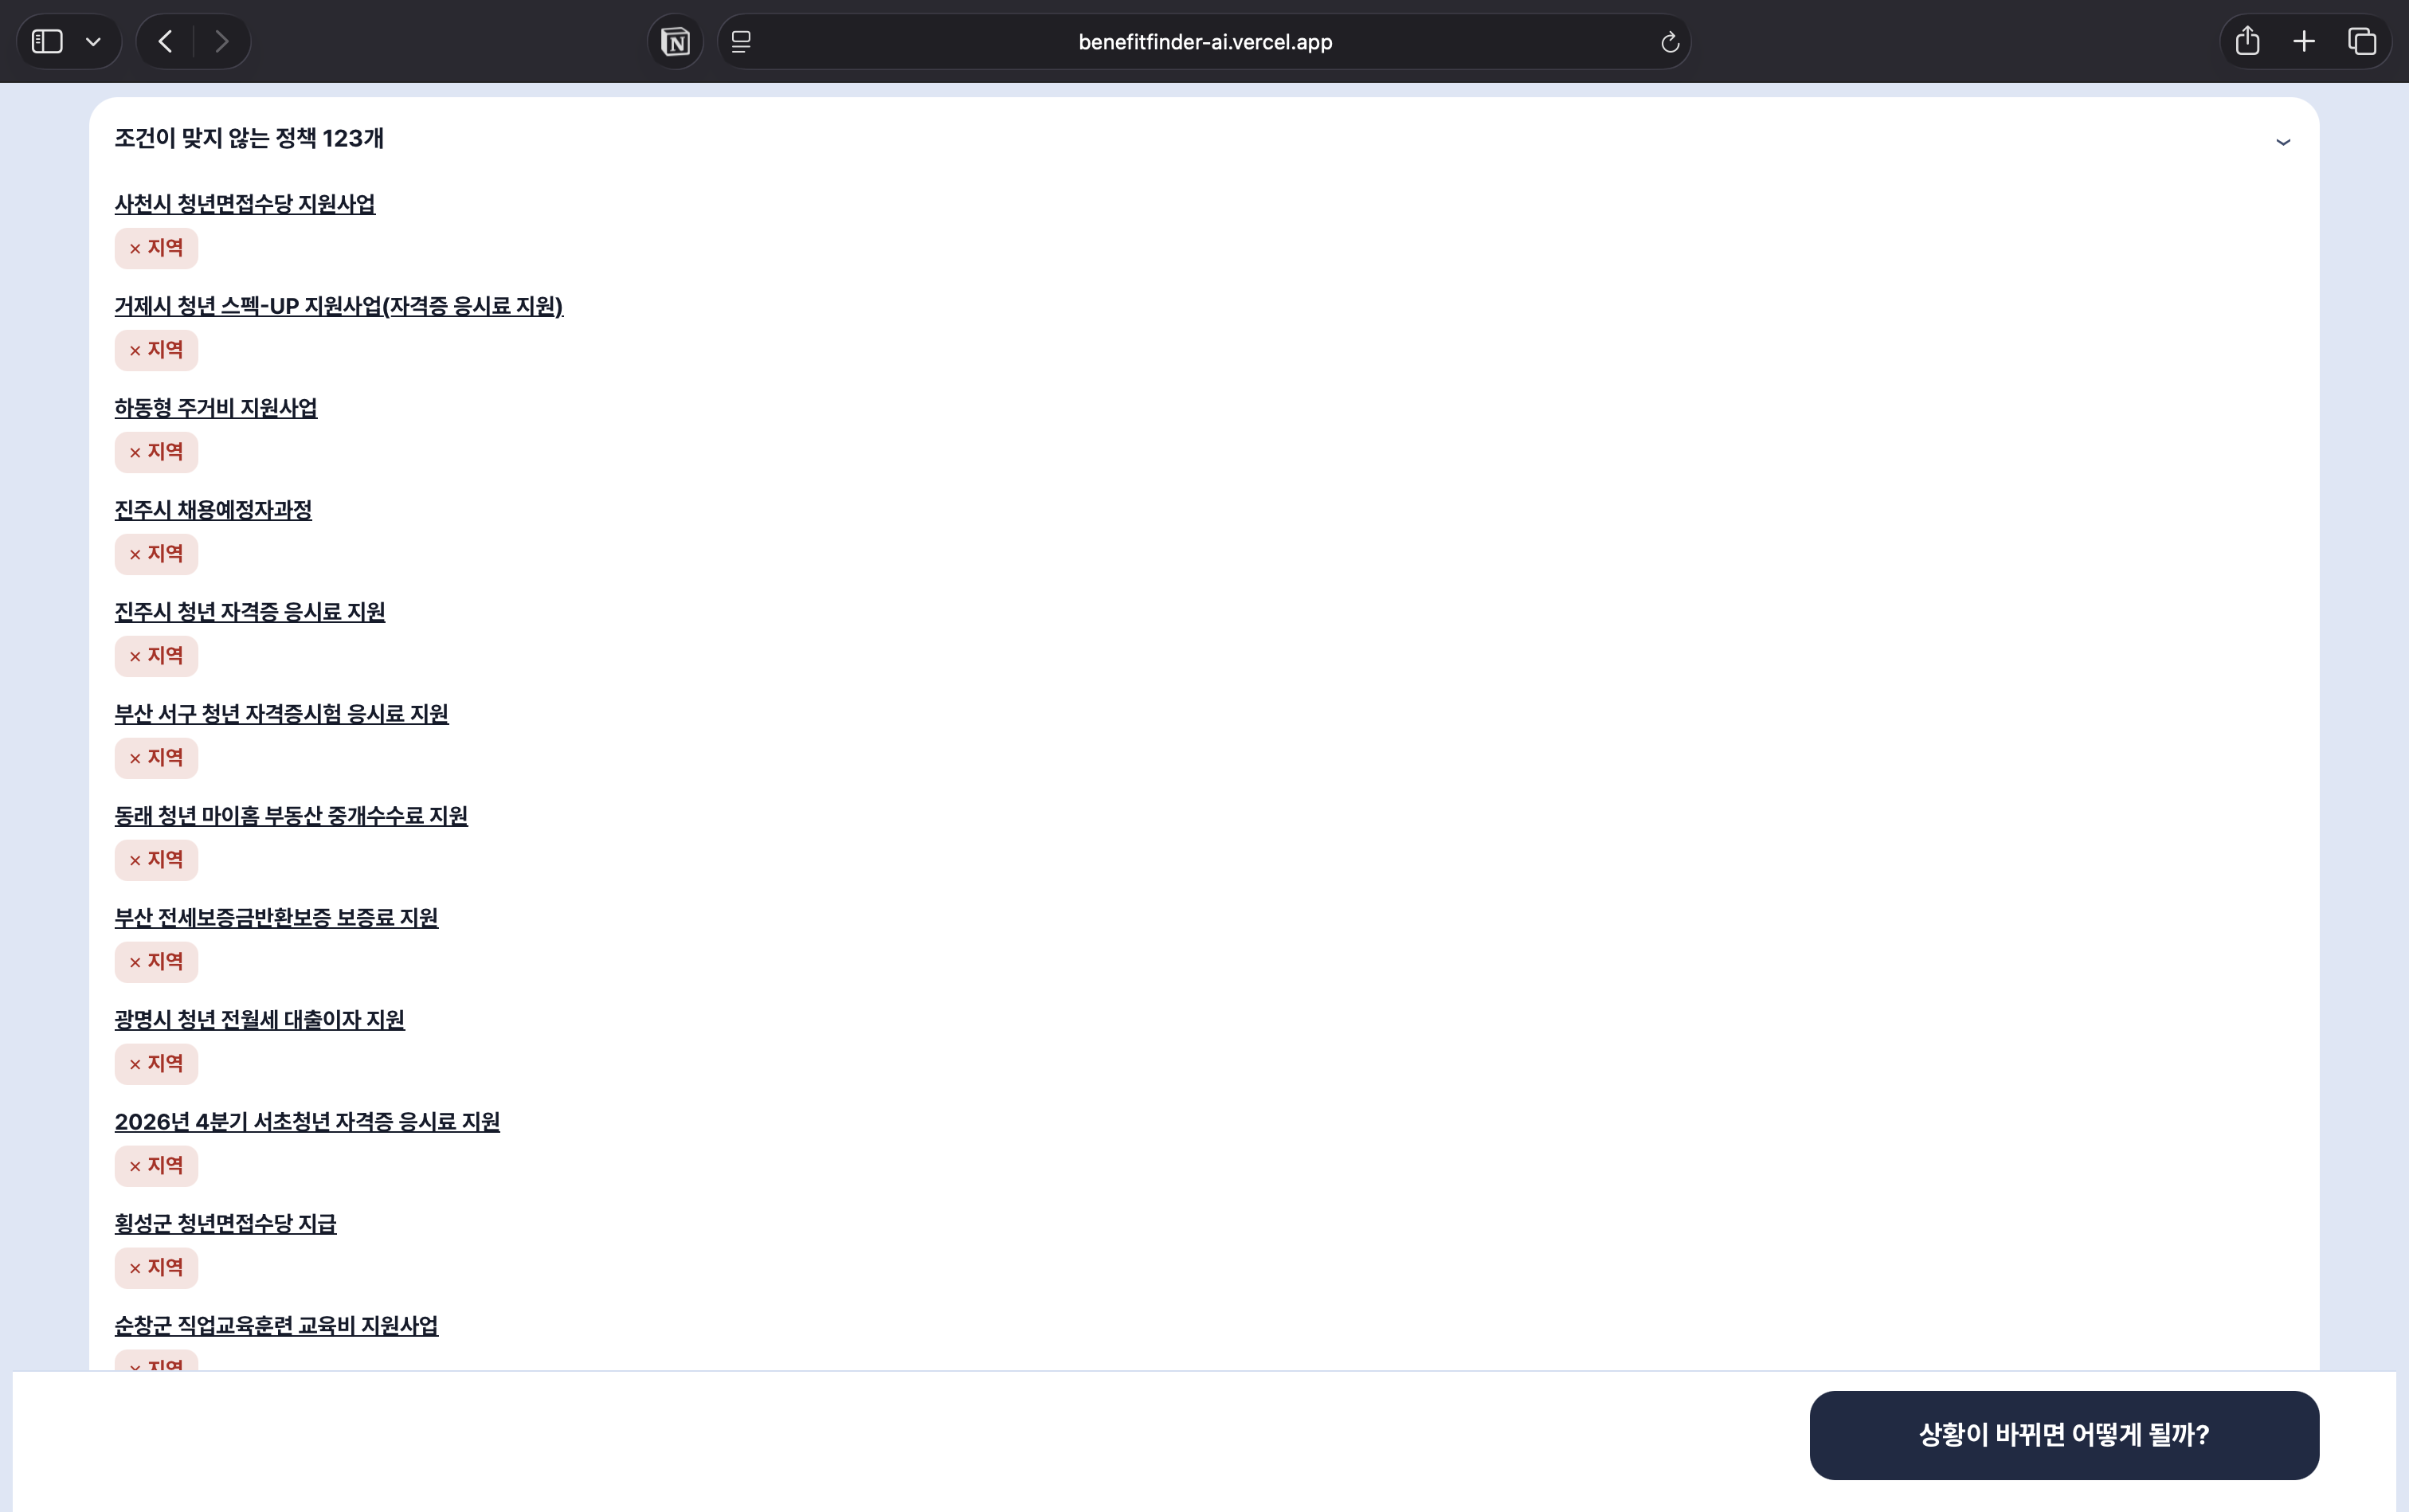 benefitfinder-ai.vercel.app
조건이 맞지 않는 정책 123개
사천시 청년면접수당 지원사업
× 지역
거제시 청년 스펙-UP 지원사업(자격증 응시료 지원)
× 지역
하동형 주거비 지원사업
× 지역
진주시 채용예정자과정
× 지역
진주시 청년 자격증 응시료 지원
× 지역
부산 서구 청년 자격증시험 응시료 지원
× 지역
동래 청년 마이홈 부동산 중개수수료 지원
× 지역
부산 전세보증금반환보증 보증료 지원
× 지역
광명시 청년 전월세 대출이자 지원
× 지역
2026년 4분기 서초청년 자격증 응시료 지원
× 지역
횡성군 청년면접수당 지급
× 지역
순창군 직업교육훈련 교육비 지원사업
× 지역
상황이 바뀌면 어떻게 될까?